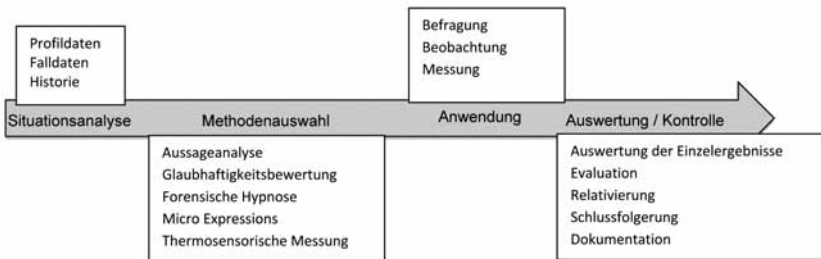 Profildaten
Falldaten
Historie
Befragung
Beobachtung
Messung
Situationsanalyse
Methodenauswahl
Anwendung
Auswertung / Kontrolle
Aussageanalyse
Glaubhaftigkeitsbewertung
Forensische Hypnose
Micro Expressions
Thermosensorische Messung
Auswertung der Einzelergebnisse
Evaluation
Relativierung
Schlussfolgerung
Dokumentation